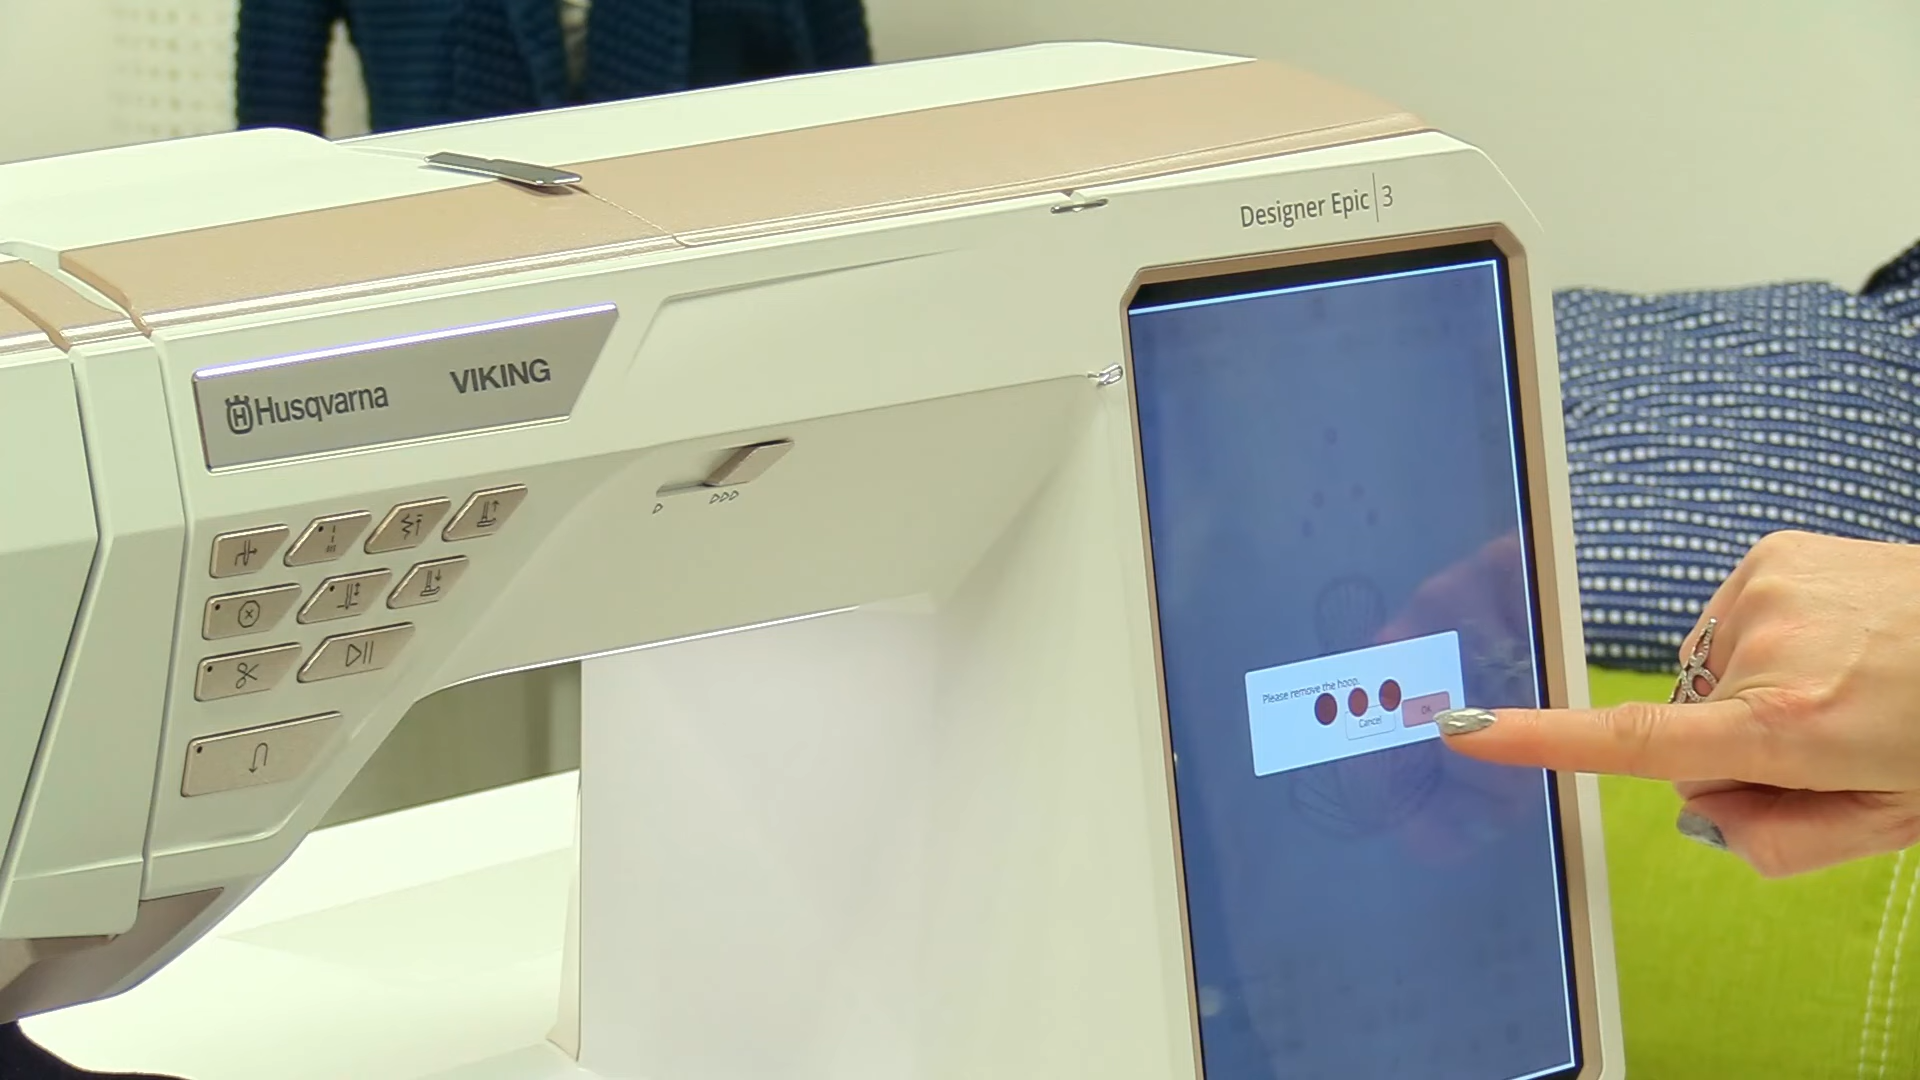 Designer Epic | 3
Husqvarna VIKING
Please remove the hoop.
Cancel
OK